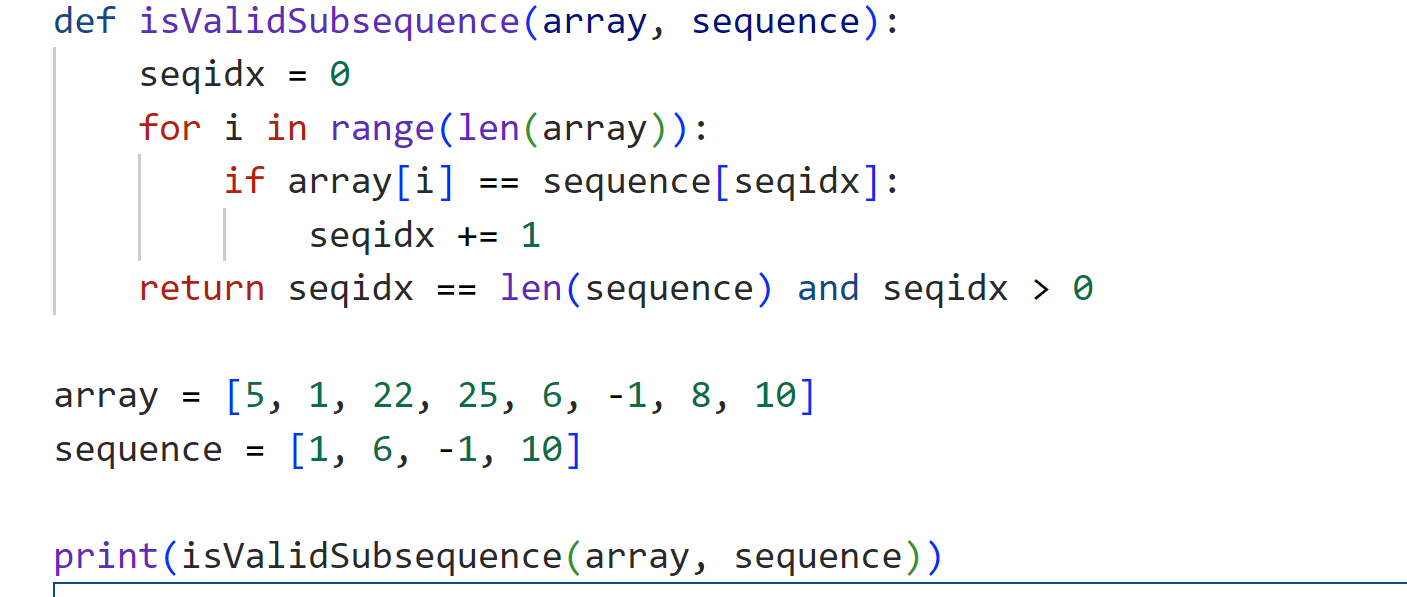 def isValidSubsequence(array, sequence):
    seqidx = 0
    for i in range(len(array)):
        if array[i] == sequence[seqidx]:
            seqidx += 1
    return seqidx == len(sequence) and seqidx > 0

array = [5, 1, 22, 25, 6, -1, 8, 10]
sequence = [1, 6, -1, 10]

print(isValidSubsequence(array, sequence))